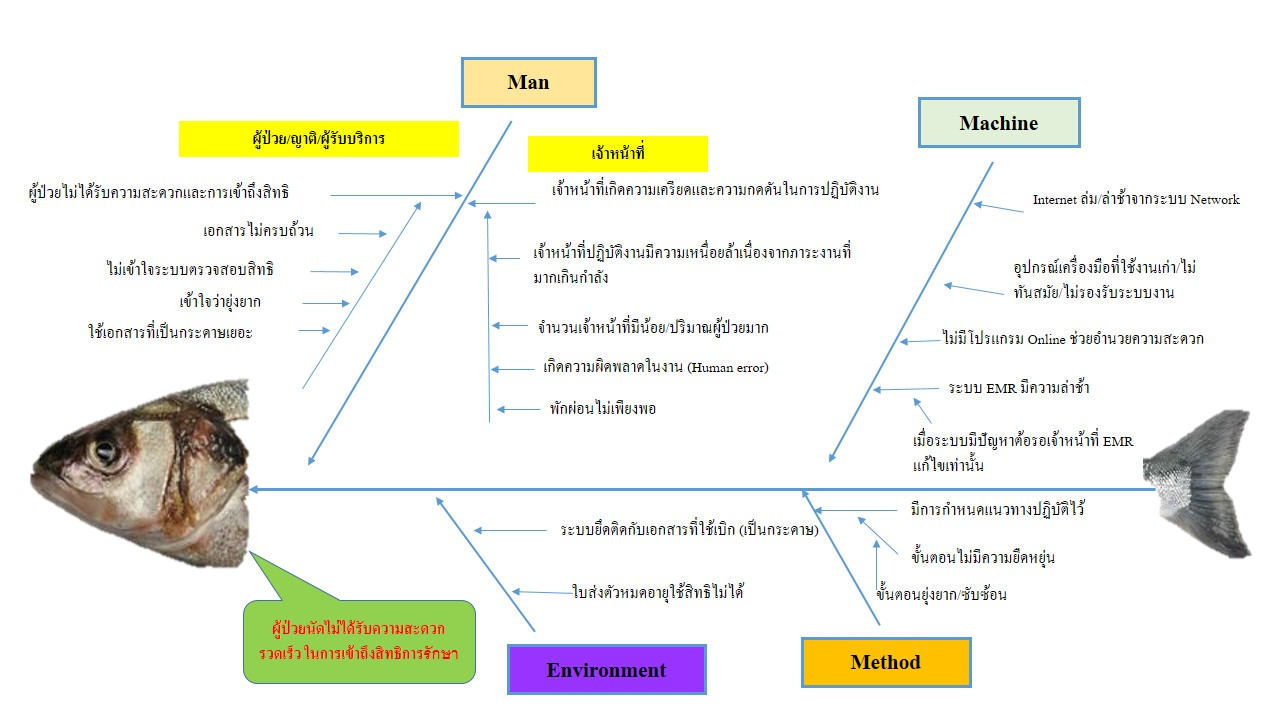 Man
Machine
ผู้ป่วย/ญาติ/ผู้รับบริการ
เจ้าหน้าที่
ผู้ป่วยไม่ได้รับความสะดวกและการเข้าถึงสิทธิ
เอกสารไม่ครบถ้วน
ไม่เข้าใจระบบตรวจสอบสิทธิ
เข้าใจว่ายุ่งยาก
ใช้เอกสารที่เป็นกระดาษเยอะ
เจ้าหน้าที่เกิดความเครียดและความกดดันในการปฏิบัติงาน
เจ้าหน้าที่ปฏิบัติงานมีความเหนื่อยล้าเนื่องจากภาระงานที่
มากเกินกำลัง
จำนวนเจ้าหน้าที่มีน้อย/ปริมาณผู้ป่วยมาก
เกิดความผิดพลาดในงาน (Human error)
พักผ่อนไม่เพียงพอ
Internet ล่ม/ล่าช้าจากระบบ Network
อุปกรณ์เครื่องมือที่ใช้งานเก่า/ไม่
ทันสมัย/ไม่รองรับระบบงาน
ไม่มีโปรแกรม Online ช่วยอำนวยความสะดวก
ระบบ EMR มีความล่าช้า
เมื่อระบบมีปัญหาต้อรอเจ้าหน้าที่ EMR
แก้ไขเท่านั้น
ระบบยึดติดกับเอกสารที่ใช้เบิก (เป็นกระดาษ)
ใบส่งตัวหมดอายุใช้สิทธิไม่ได้
มีการกำหนดแนวทางปฏิบัติไว้
ขั้นตอนไม่มีความยืดหยุ่น
ขั้นตอนยุ่งยาก/ซับซ้อน
ผู้ป่วยนัดไม่ได้รับความสะดวก
รวดเร็ว ในการเข้าถึงสิทธิการรักษา
Environment
Method